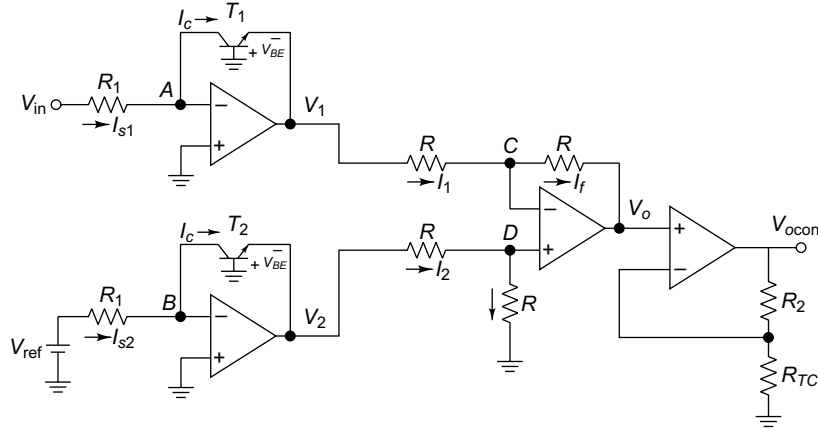 I_c → T_1
+ V_BE −
R_1
A
V_in
→ I_s1
−
+
V_1
R
C
R
→ I_1
→ I_f
−
+
V_o
+
−
V_ocon
I_c → T_2
+ V_BE −
R
D
→ I_2
R
R_2
R_1
B
V_ref
→ I_s2
−
+
V_2
R_TC